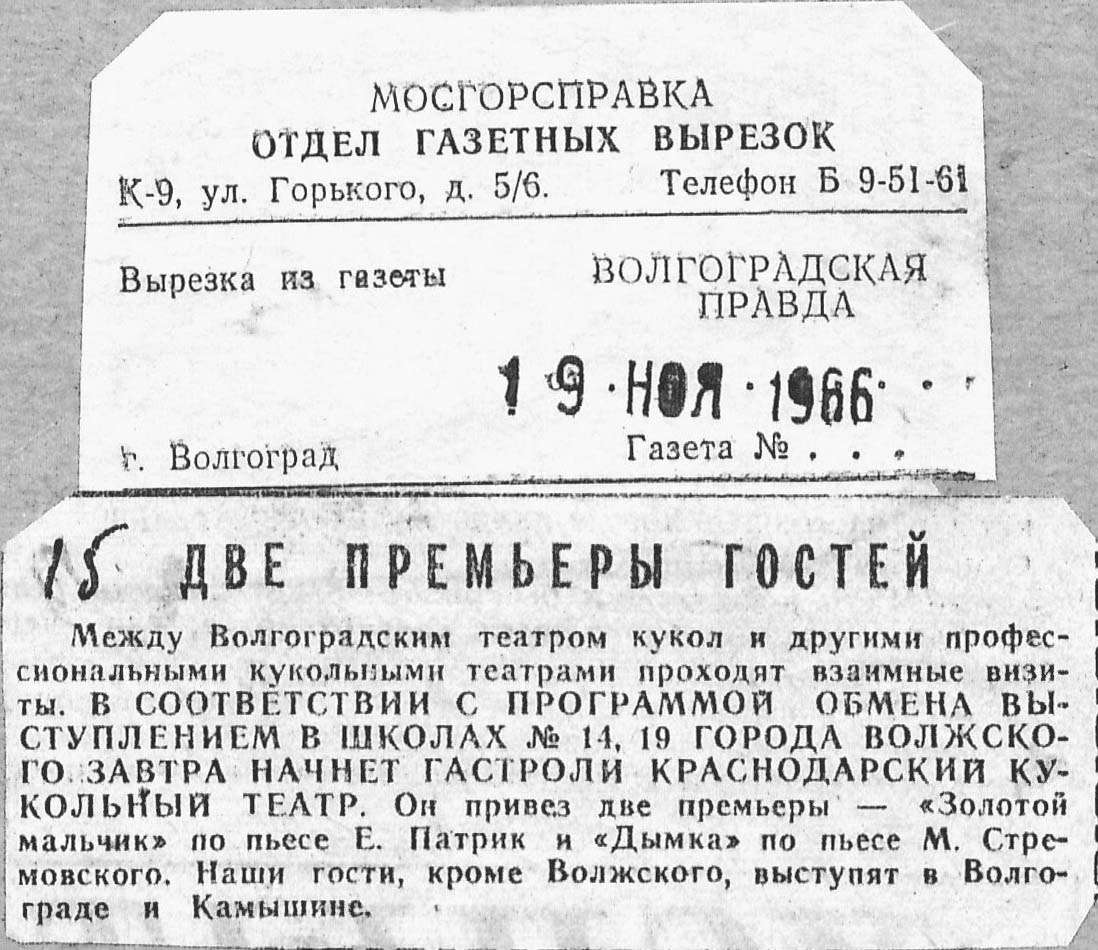 МОСГОРСПРАВКА
ОТДЕЛ ГАЗЕТНЫХ ВЫРЕЗОК
К-9, ул. Горького, д. 5/6. Телефон Б 9-51-61
Вырезка из газеты
ВОЛГОГРАДСКАЯ
ПРАВДА
19 · НОЯ · 1966 · · ·
г. Волгоград
Газета № . . .
15
ДВЕ ПРЕМЬЕРЫ ГОСТЕЙ
Между Волгоградским театром кукол и другими профес-
сиональными кукольными театрами проходят взаимные визи-
ты. В СООТВЕТСТВИИ С ПРОГРАММОЙ ОБМЕНА ВЫ-
СТУПЛЕНИЕМ В ШКОЛАХ № 14, 19 ГОРОДА ВОЛЖСКО-
ГО ЗАВТРА НАЧНЕТ ГАСТРОЛИ КРАСНОДАРСКИЙ КУ-
КОЛЬНЫЙ ТЕАТР. Он привез две премьеры — «Золотой
мальчик» по пьесе Е. Патрик и «Дымка» по пьесе М. Стре-
мовского. Наши гости, кроме Волжского, выступят в Волго-
граде и Камышине.